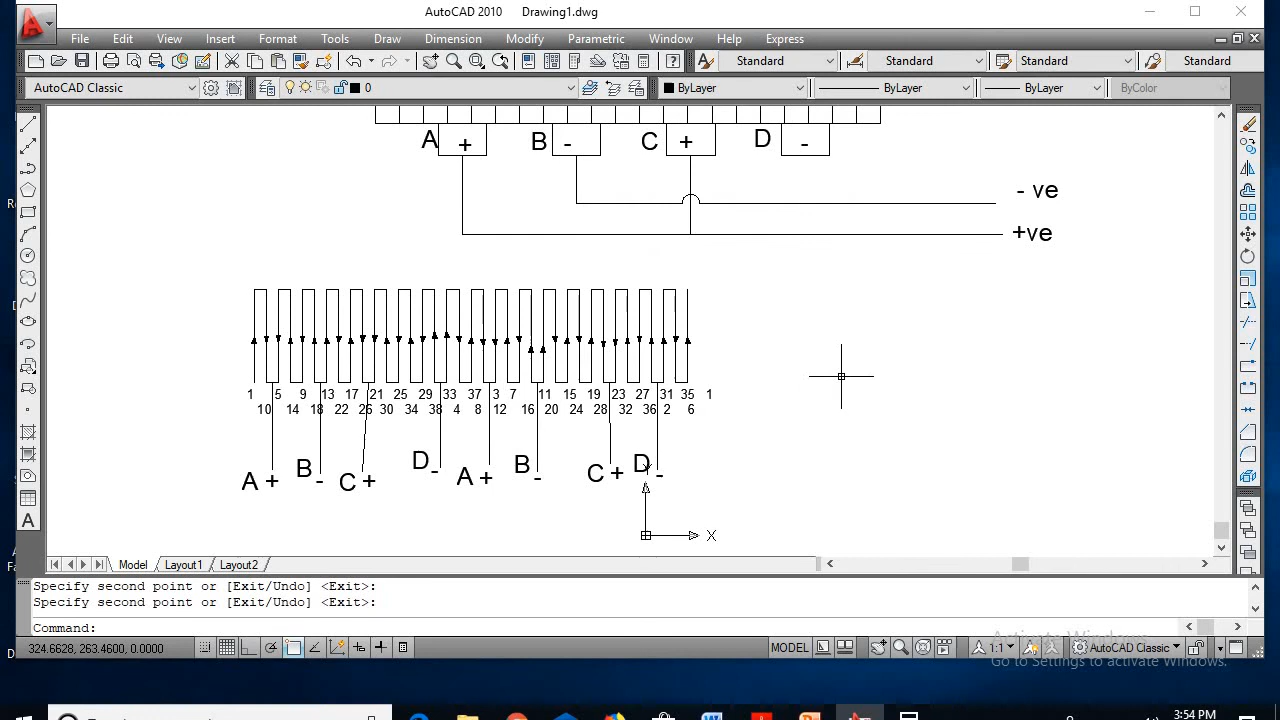 AutoCAD 2010 Drawing1.dwg
File Edit View Insert Format Tools Draw Dimension Modify Parametric Window Help Express
Standard Standard Standard Standard
AutoCAD Classic 0 ByLayer ByLayer ByLayer ByColor
A + B - C + D -
- ve
+ve
1 5 9 13 17 21 25 29 33 37 3 7 11 15 19 23 27 31 35 1
10 14 18 22 26 30 34 38 4 8 12 16 20 24 28 32 36 2 6
A + B - C + D - A + B - C + D -
Y
X
A
Model Layout1 Layout2
Specify second point or [Exit/Undo] <Exit>:
Specify second point or [Exit/Undo] <Exit>:
Command:
324.6628, 263.4600, 0.0000 MODEL 1:1 AutoCAD Classic
Activate Windows
Go to Settings to activate Windows.
3:54 PM